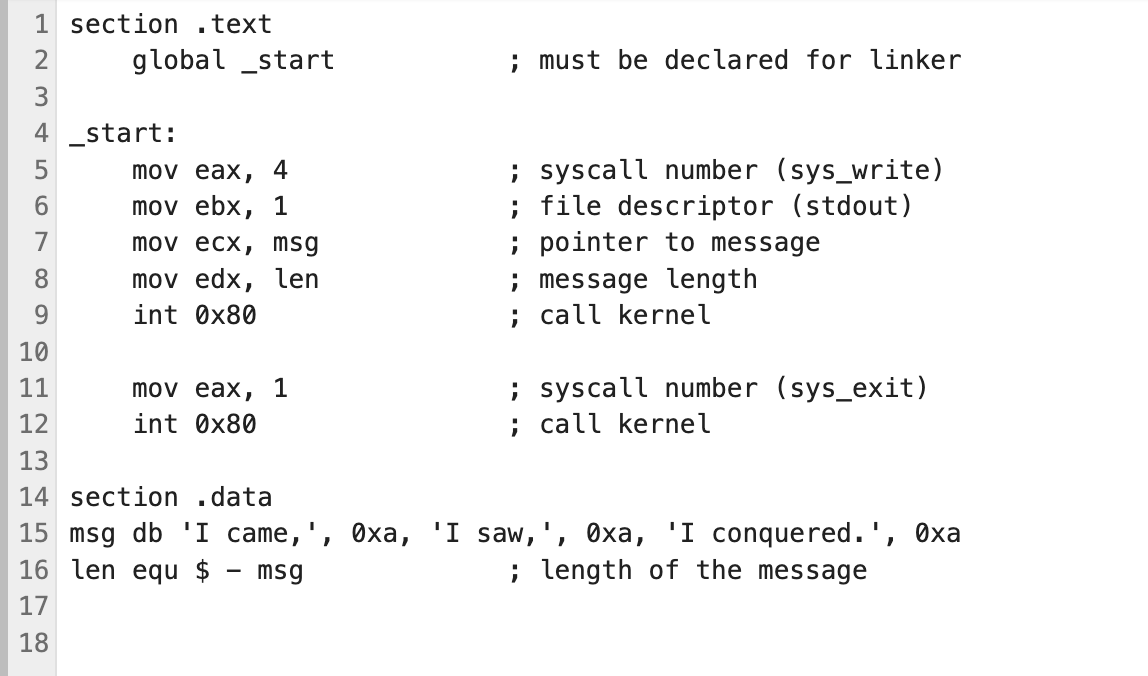 1 section .text
2     global _start           ; must be declared for linker
3
4 _start:
5     mov eax, 4              ; syscall number (sys_write)
6     mov ebx, 1              ; file descriptor (stdout)
7     mov ecx, msg            ; pointer to message
8     mov edx, len            ; message length
9     int 0x80                ; call kernel
10
11     mov eax, 1              ; syscall number (sys_exit)
12     int 0x80                ; call kernel
13
14 section .data
15 msg db 'I came,', 0xa, 'I saw,', 0xa, 'I conquered.', 0xa
16 len equ $ - msg             ; length of the message
17
18